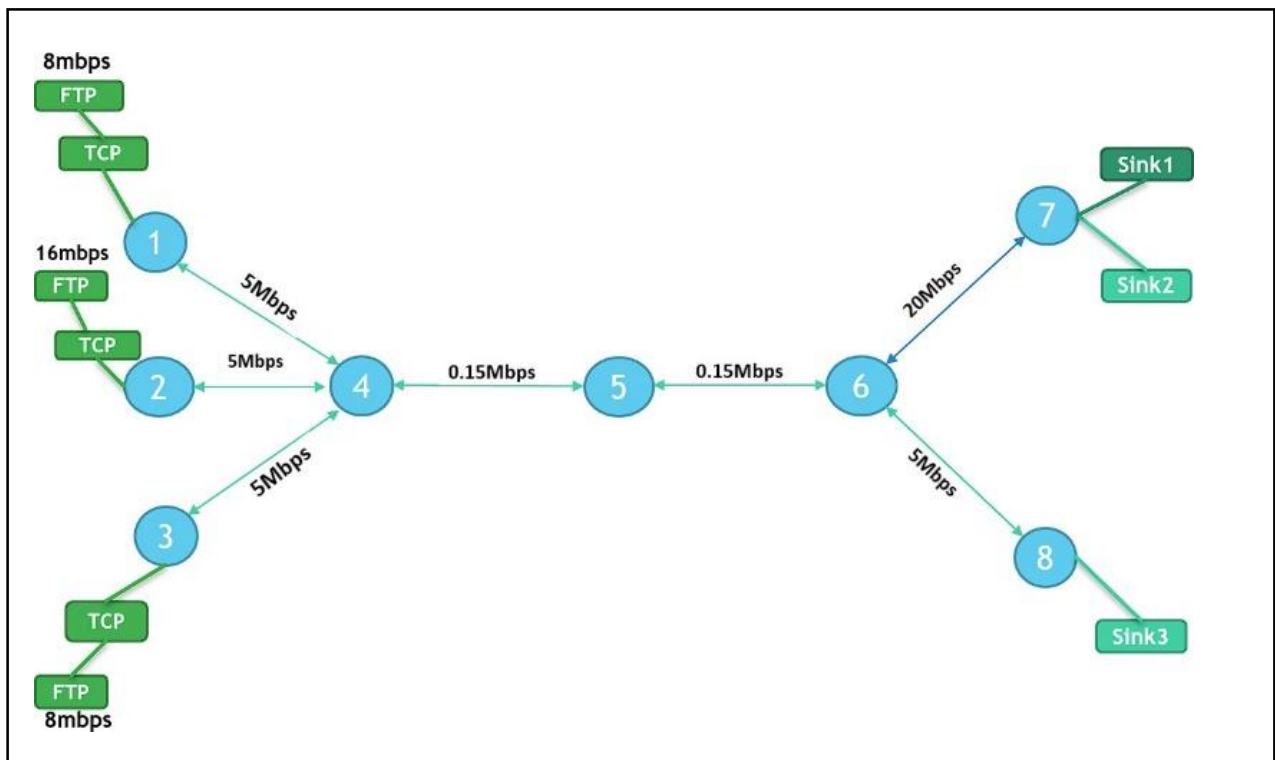 8mbps
FTP
TCP
1
16mbps
FTP
TCP
2
5Mbps
5Mbps
5Mbps
3
TCP
FTP
8mbps
4
0.15Mbps
5
0.15Mbps
6
20Mbps
7
Sink1
Sink2
5Mbps
8
Sink3